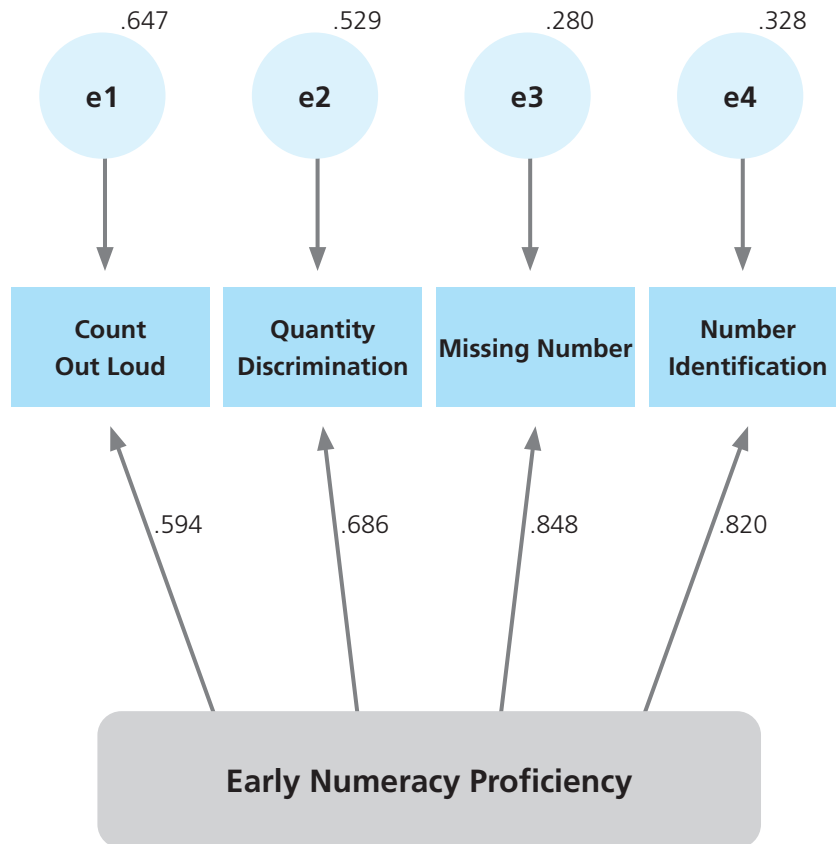 .647 .529 .280 .328
e1 e2 e3 e4
Count Out Loud
Quantity Discrimination
Missing Number
Number Identification
.594 .686 .848 .820
Early Numeracy Proficiency